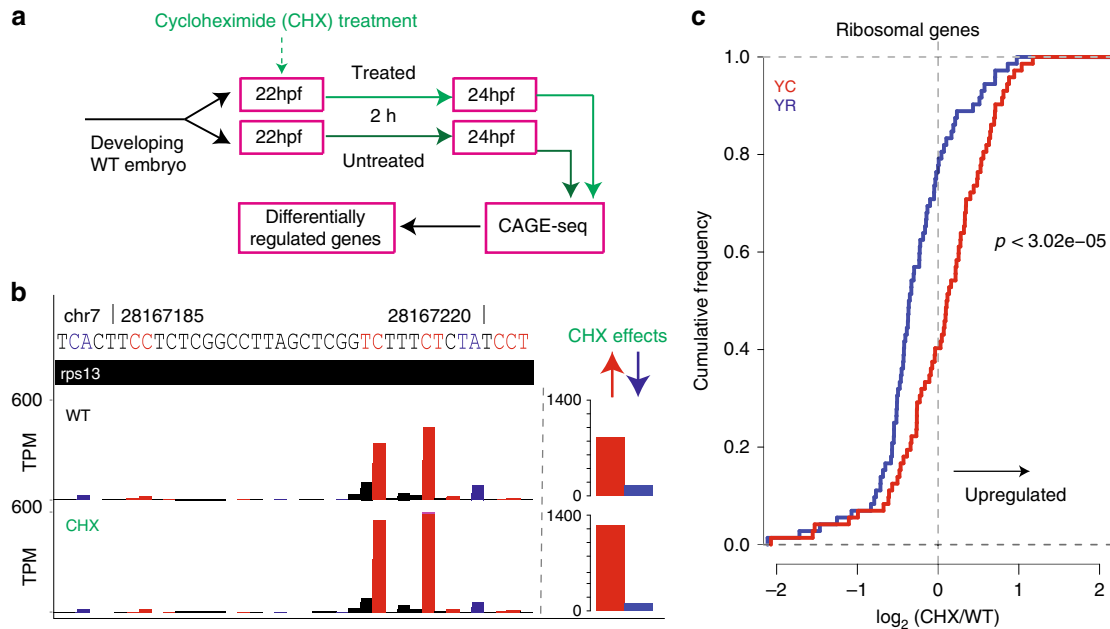 a
Cycloheximide (CHX) treatment
Treated
22hpf
24hpf
2 h
Developing
WT embryo
22hpf
24hpf
Untreated
Differentially
regulated genes
CAGE-seq
b
chr7
28167185
28167220
TCACTTCCTCTCGGCCTTAGCTCGGTCTTTCTCTATCCT
rps13
600
WT
TPM
600
CHX
TPM
0
CHX effects
1400
0
1400
0
c
Ribosomal genes
YC
YR
p < 3.02e−05
Upregulated
Cumulative frequency
1.0
0.8
0.6
0.4
0.2
0.0
−2 −1 0 1 2
log2 (CHX/WT)